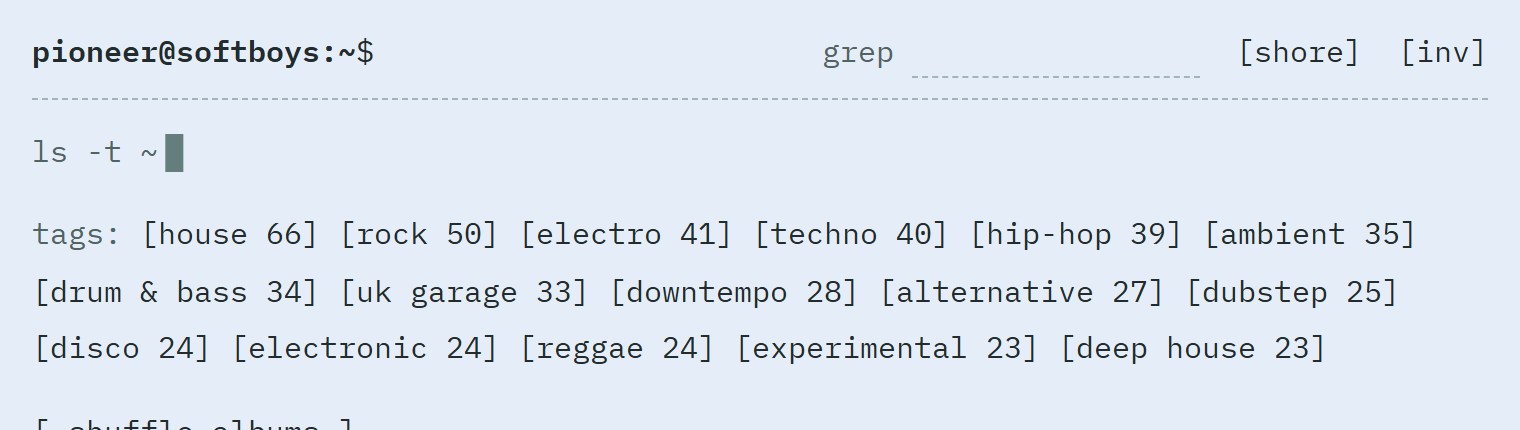 pioneer@softboys:~$ grep [shore] [inv]
ls -t ~
tags: [house 66] [rock 50] [electro 41] [techno 40] [hip-hop 39] [ambient 35]
[drum & bass 34] [uk garage 33] [downtempo 28] [alternative 27] [dubstep 25]
[disco 24] [electronic 24] [reggae 24] [experimental 23] [deep house 23]
[ shuffle albums ]